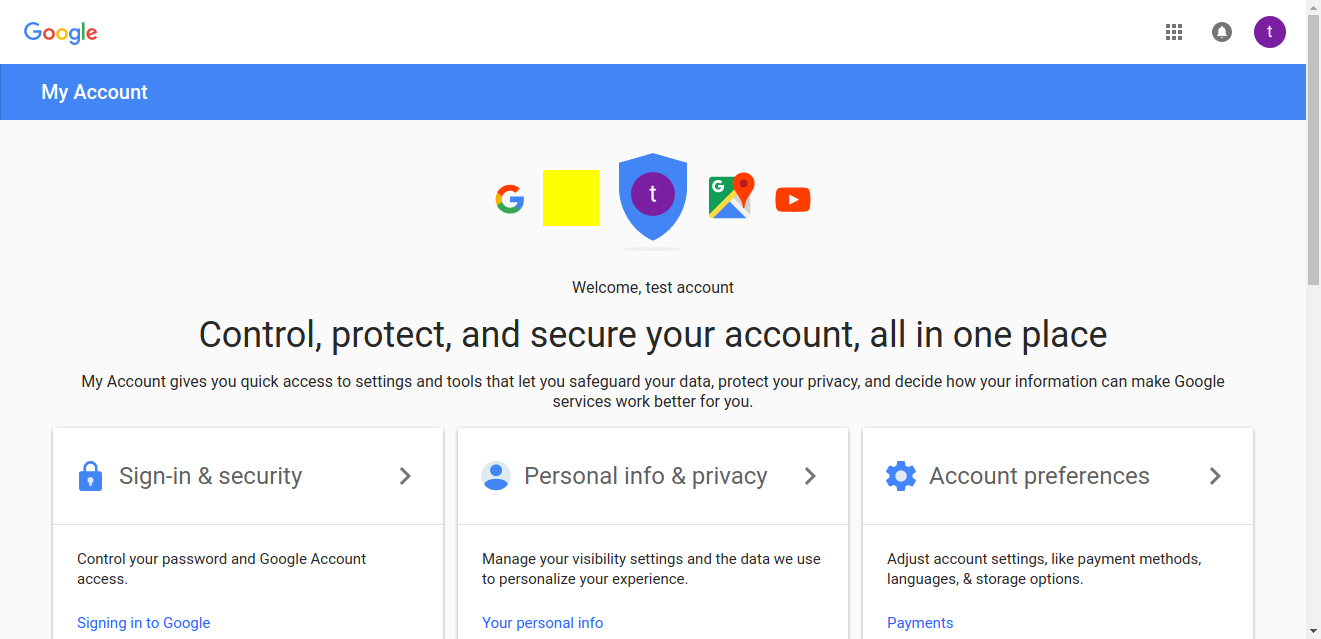 Google
t
My Account
t
G
Welcome, test account
Control, protect, and secure your account, all in one place
My Account gives you quick access to settings and tools that let you safeguard your data, protect your privacy, and decide how your information can make Google
services work better for you.
Sign-in & security
Personal info & privacy
Account preferences
Control your password and Google Account
access.
Manage your visibility settings and the data we use
to personalize your experience.
Adjust account settings, like payment methods,
languages, & storage options.
Signing in to Google
Your personal info
Payments